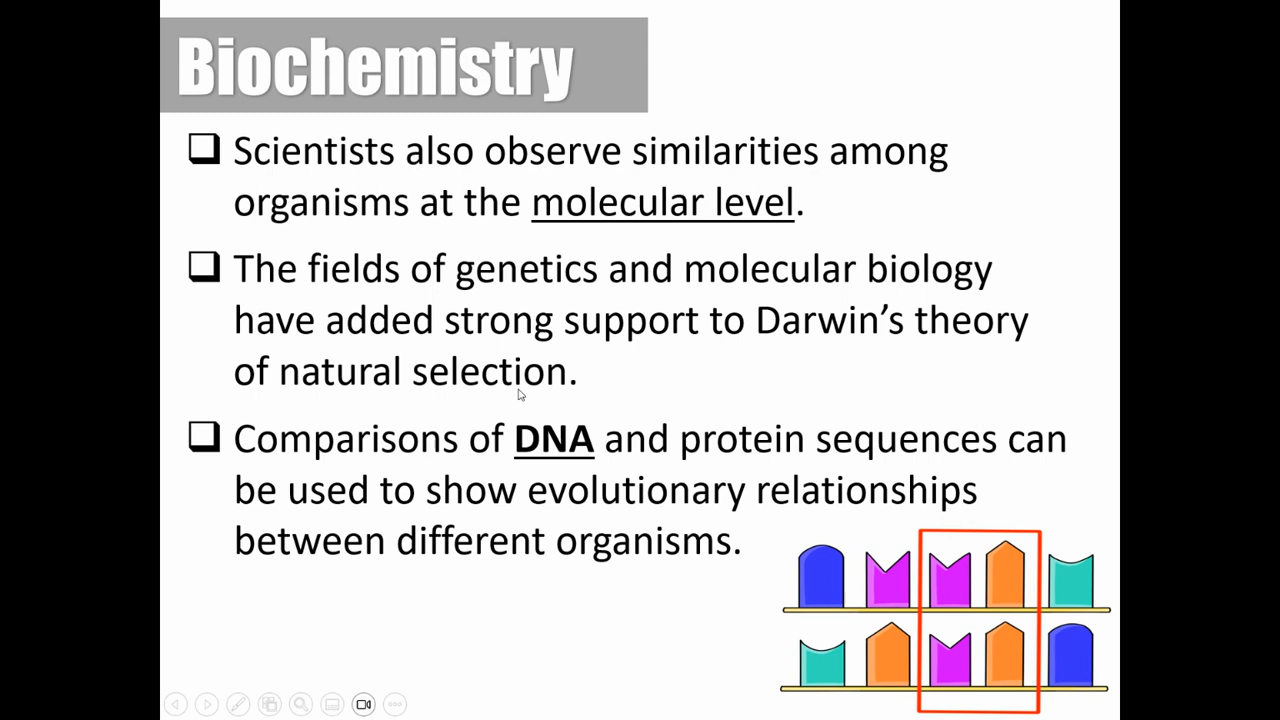 Biochemistry
Scientists also observe similarities among
organisms at the molecular level.
The fields of genetics and molecular biology
have added strong support to Darwin’s theory
of natural selection.
Comparisons of DNA and protein sequences can
be used to show evolutionary relationships
between different organisms.